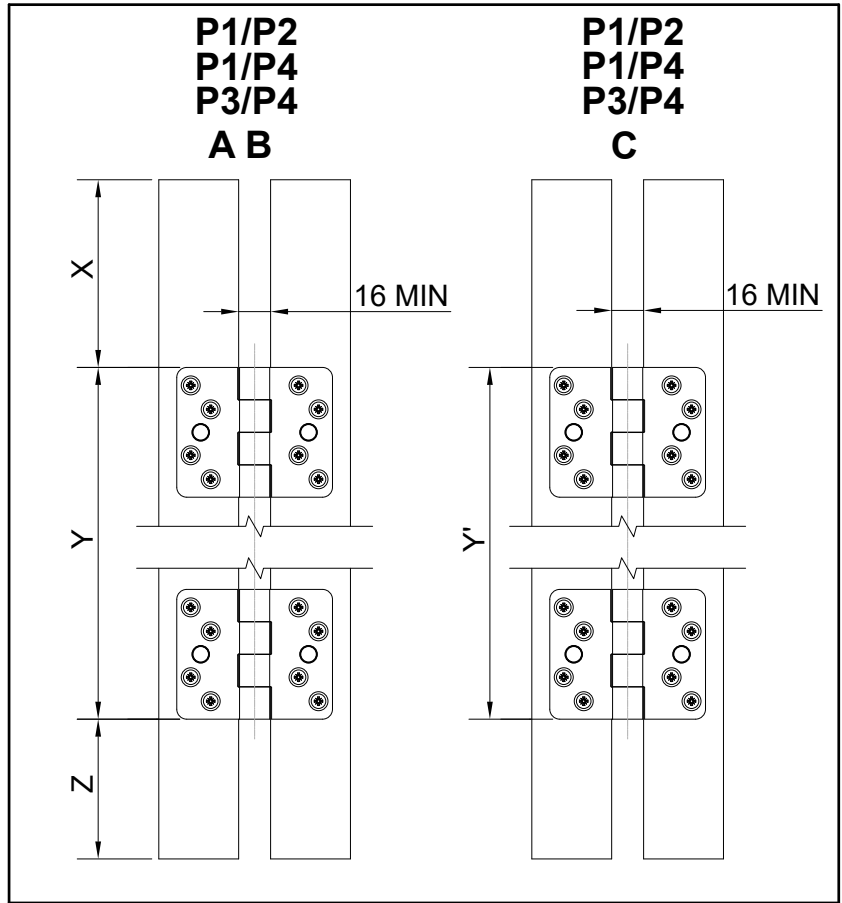 P1/P2
P1/P4
P3/P4
A B
X
16 MIN
Y
Z
P1/P2
P1/P4
P3/P4
C
16 MIN
Y'